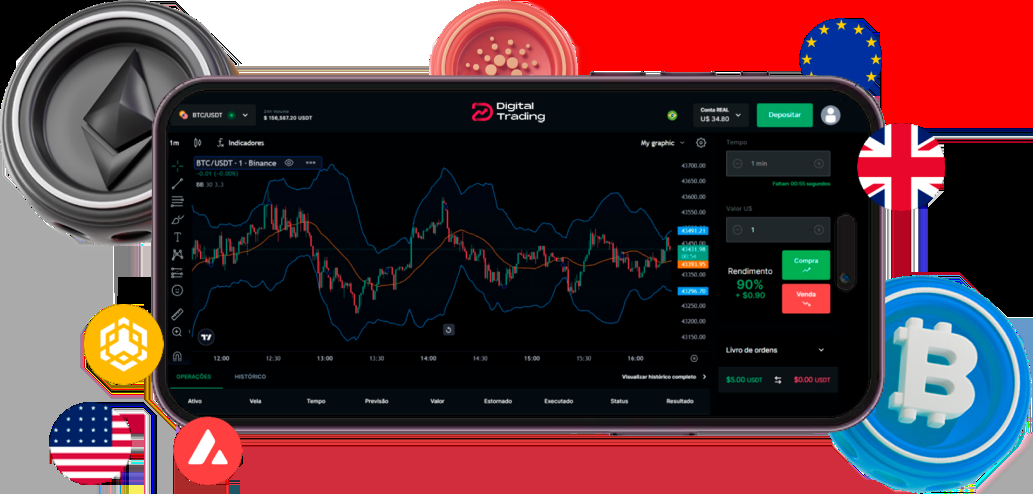 Digital
Trading
BTC/USDT
24H Volume
$ 156,587.20 USDT
Conta REAL
U$ 34.80
Depositar
1m
Indicadores
My graphic
BTC/USDT - 1 - Binance
-0.01 (-0.00%)
BB 30 3.3
43700.00
43650.00
43600.00
43550.00
43491.21
43450.00
43431.98
00:54
43393.95
43350.00
43296.70
43250.00
43200.00
43150.00
12:00
12:30
13:00
13:30
14:00
14:30
15:00
15:30
16:00
Tempo
1 min
Faltam 00:55 segundos
Valor U$
1
Rendimento
90%
+ $0.90
Compra
Venda
Livro de ordens
$5.00 USDT
$0.00 USDT
OPERAÇÕES
HISTÓRICO
Visualizar histórico completo
Ativo
Vela
Tempo
Previsão
Valor
Estornado
Executado
Status
Resultado